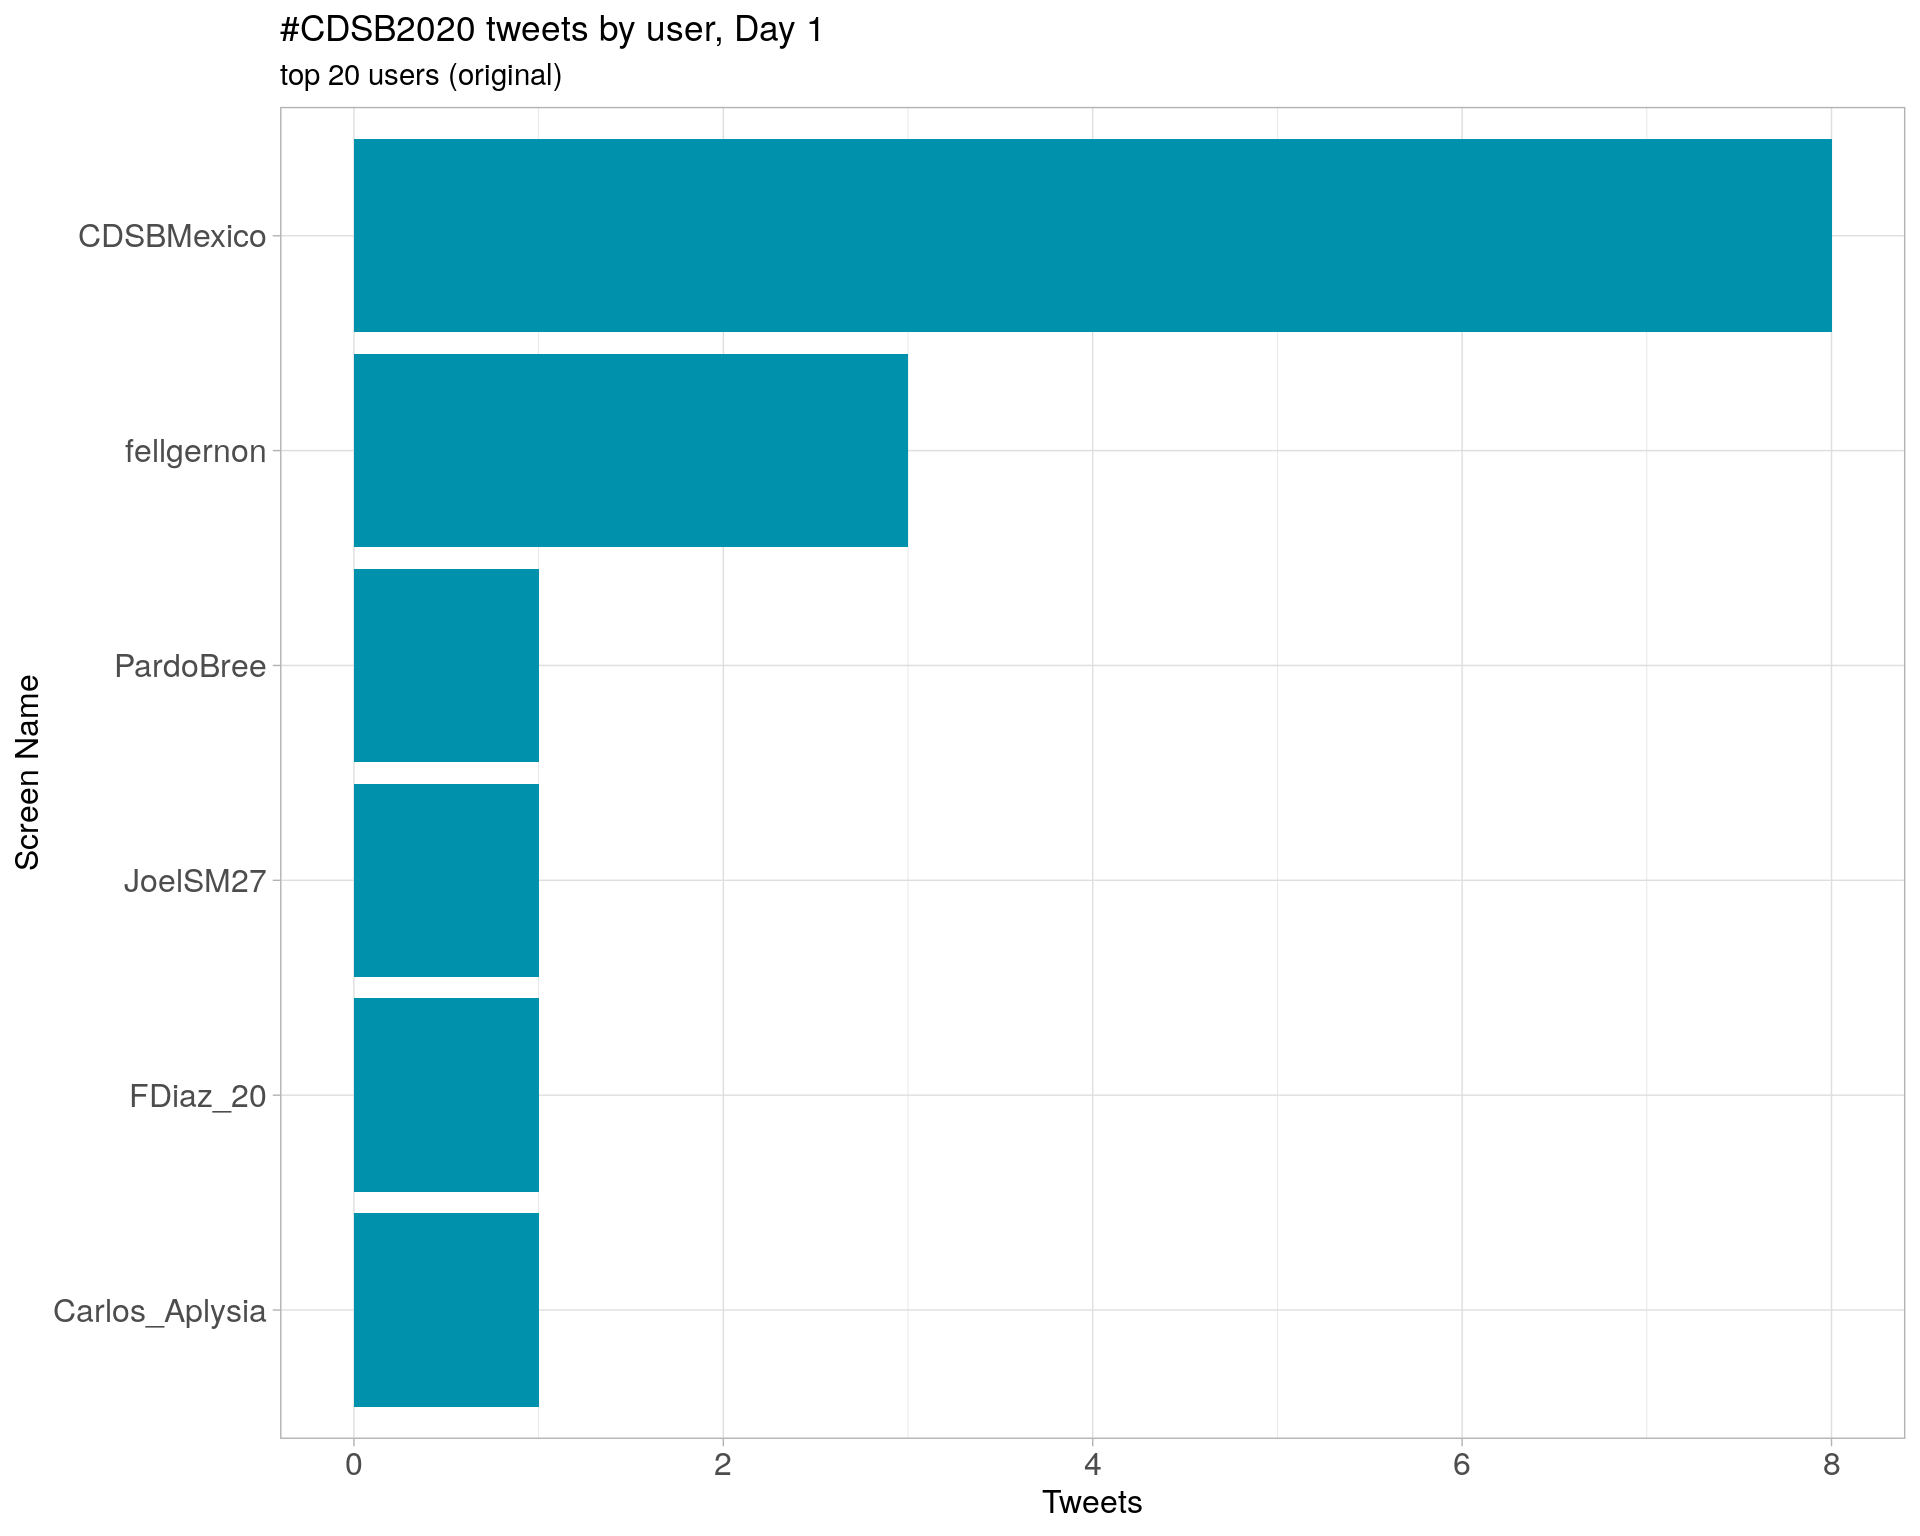 #CDSB2020 tweets by user, Day 1
top 20 users (original)
CDSBMexico
fellgernon
PardoBree
JoelSM27
FDiaz_20
Carlos_Aplysia
Screen Name
0 2 4 6 8
Tweets